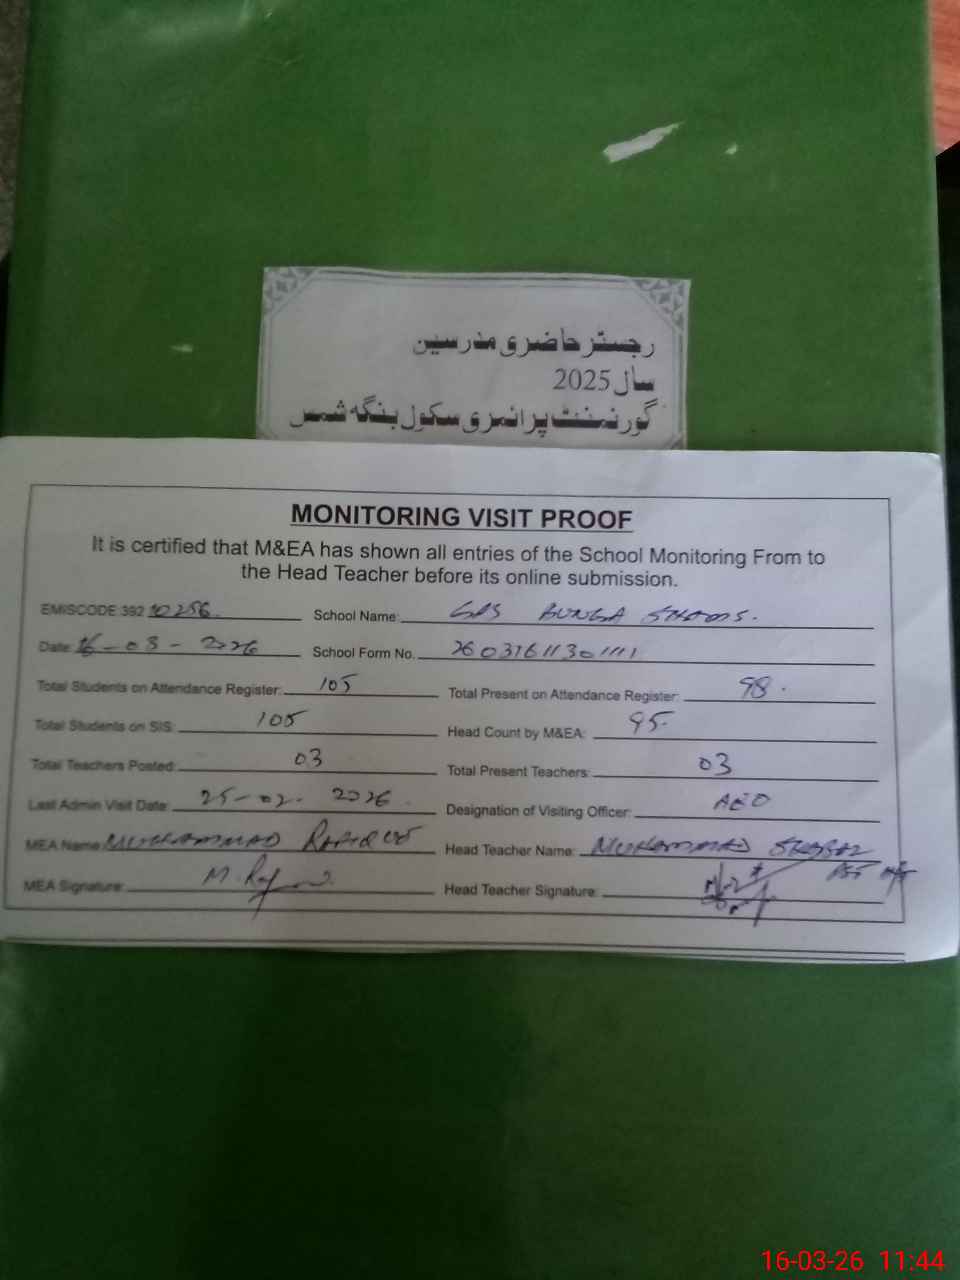 رجسٹر حاضری مدرسین
سال 2025
گورنمننٹ پرائمری سکول بنگہ شمس
MONITORING VISIT PROOF
It is certified that M&EA has shown all entries of the School Monitoring From to
the Head Teacher before its online submission.
EMISCODE 392 10256 School Name: GPS BUNGA SHAMS.
Date: 16-03-2026 School Form No. 26031611301111
Total Students on Attendance Register: 105 Total Present on Attendance Register: 98.
Total Students on SIS: 105 Head Count by M&EA: 95.
Total Teachers Posted: 03 Total Present Teachers: 03
Last Admin Visit Date: 25-02-2026. Designation of Visiting Officer: AEO
MEA Name MUHAMMAD Head Teacher Name: MUHAMMAD
MEA Signature: Head Teacher Signature:
16-03-26 11:44